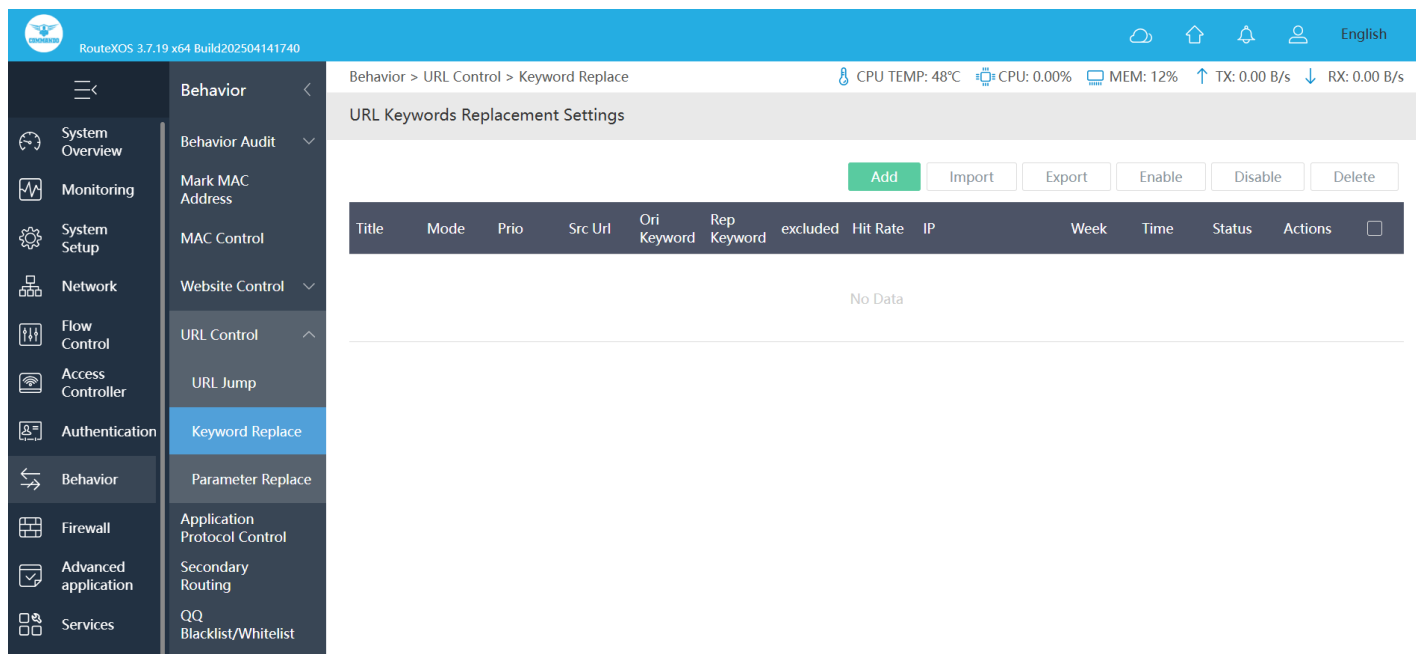 COMMANDO
RouteXOS 3.7.19 x64 Build202504141740
English
Behavior
Behavior > URL Control > Keyword Replace
CPU TEMP: 48℃ CPU: 0.00% MEM: 12% TX: 0.00 B/s RX: 0.00 B/s
URL Keywords Replacement Settings
System
Overview
Monitoring
System
Setup
Network
Flow
Control
Access
Controller
Authentication
Behavior
Firewall
Advanced
application
Services
Behavior Audit
Mark MAC
Address
MAC Control
Website Control
URL Control
URL Jump
Keyword Replace
Parameter Replace
Application
Protocol Control
Secondary
Routing
QQ
Blacklist/Whitelist
Add Import Export Enable Disable Delete
Title Mode Prio Src Url Ori Keyword Rep Keyword excluded Hit Rate IP Week Time Status Actions
No Data